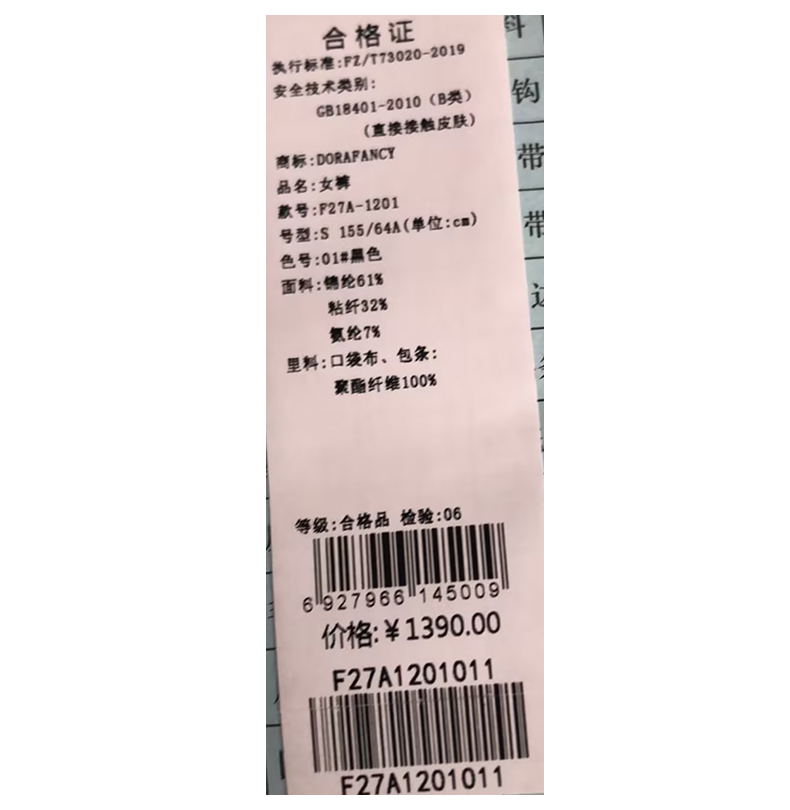 合格证
执行标准:FZ/T73020-2019
安全技术类别:
GB18401-2010（B类）
（直接接触皮肤）
商标:DORAFANCY
品名:女裤
款号:F27A-1201
号型:S 155/64A(单位:cm)
色号:01#黑色
面料:锦纶61%
粘纤32%
氨纶7%
里料:口袋布、包条:
聚酯纤维100%
等级:合格品 检验:06
6 927966 145009
价格:¥1390.00
F27A1201011
F27A1201011
料
钩
带
带